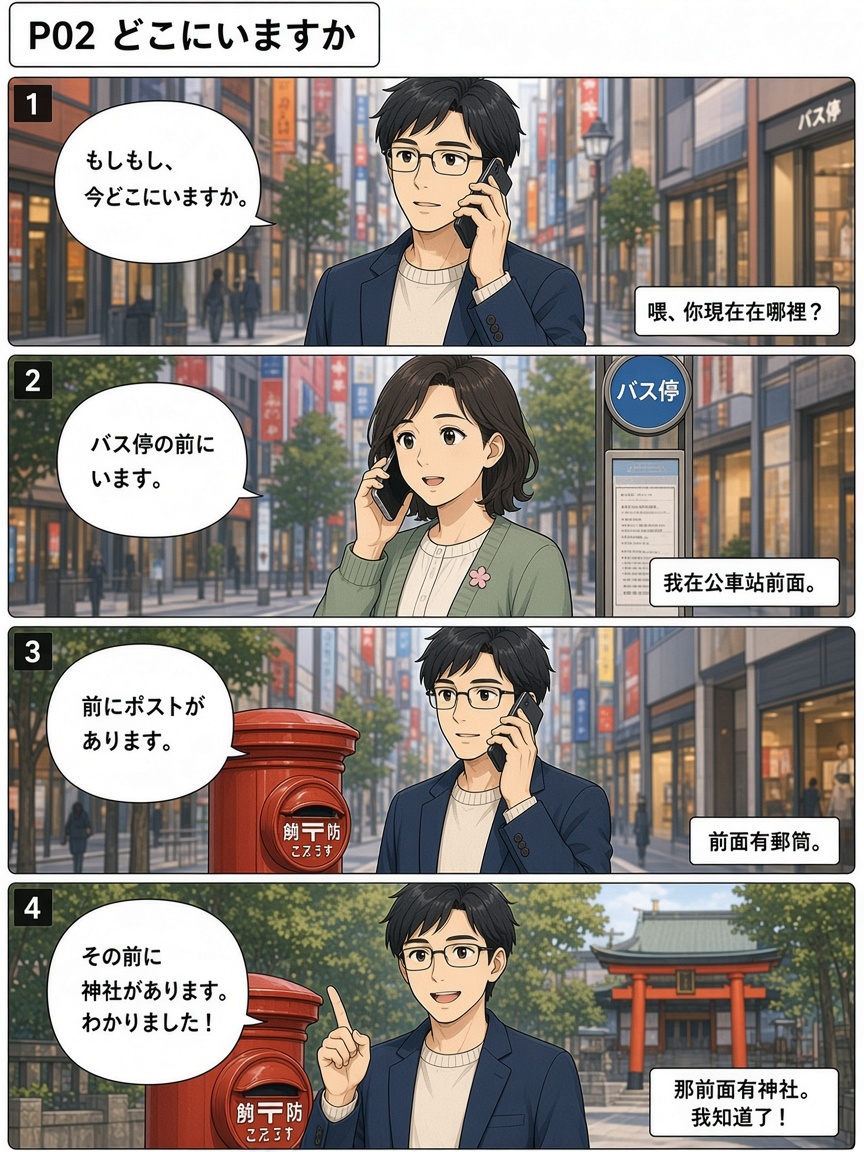 P02 どこにいますか
1
もしもし、
今どこにいますか。
バス停
喂、你現在在哪裡？
2
バス停の前に
います。
バス停
我在公車站前面。
3
前にポストが
あります。
前面有郵筒。
4
その前に
神社があります。
わかりました！
那前面有神社。
我知道了！